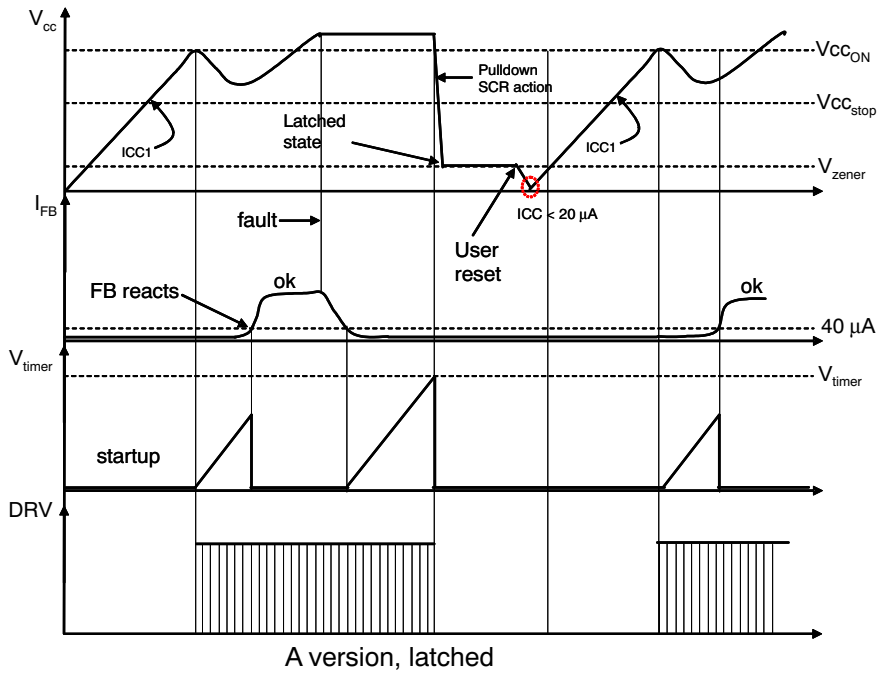 Vcc
VccON
Pulldown
SCR action
VccSTOP
Latched
state
ICC1
ICC1
Vzener
IFB
ICC < 20 µA
fault
User
reset
ok
ok
FB reacts
40 µA
Vtimer
Vtimer
startup
DRV
A version, latched